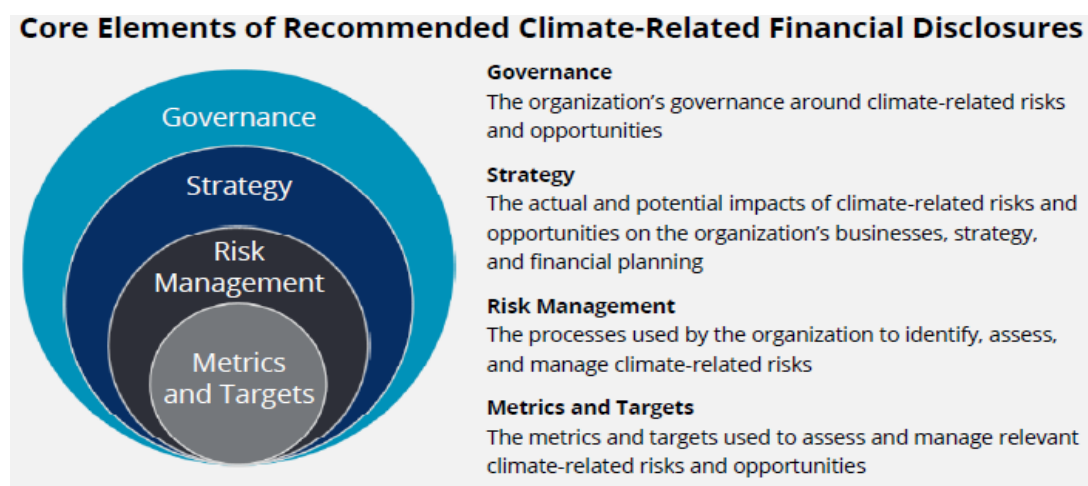 Core Elements of Recommended Climate-Related Financial Disclosures
Governance
Strategy
Risk
Management
Metrics
and Targets
Governance
The organization’s governance around climate-related risks
and opportunities
Strategy
The actual and potential impacts of climate-related risks and
opportunities on the organization’s businesses, strategy,
and financial planning
Risk Management
The processes used by the organization to identify, assess,
and manage climate-related risks
Metrics and Targets
The metrics and targets used to assess and manage relevant
climate-related risks and opportunities